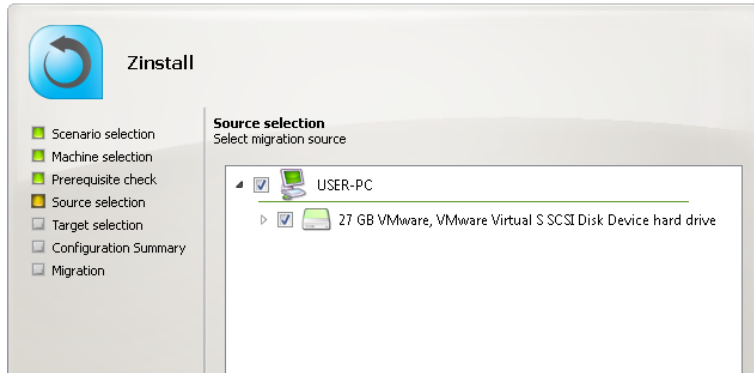 Zinstall
Scenario selection
Machine selection
Prerequisite check
Source selection
Target selection
Configuration Summary
Migration
Source selection
Select migration source
USER-PC
27 GB VMware, VMware Virtual S SCSI Disk Device hard drive